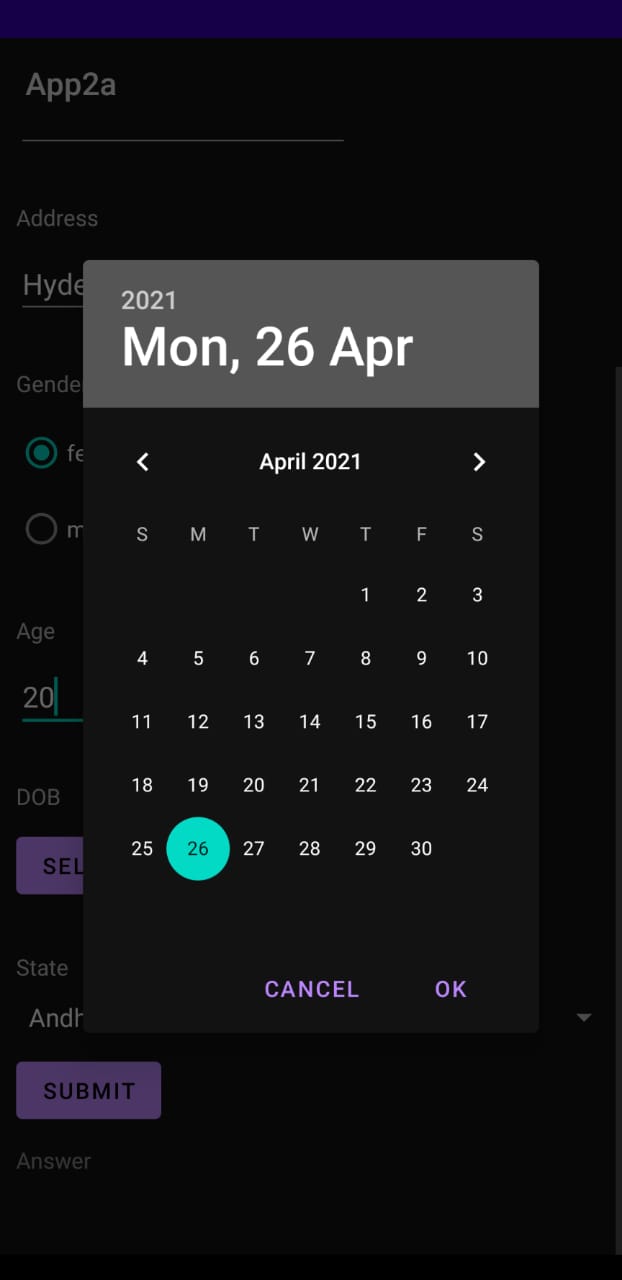 App2a
Address
Hyde
Gende
2021
Mon, 26 Apr
April 2021
S M T W T F S
1 2 3
4 5 6 7 8 9 10
11 12 13 14 15 16 17
18 19 20 21 22 23 24
25 26 27 28 29 30
fe
m
Age
20
DOB
SEL
State
Andh
CANCEL OK
SUBMIT
Answer